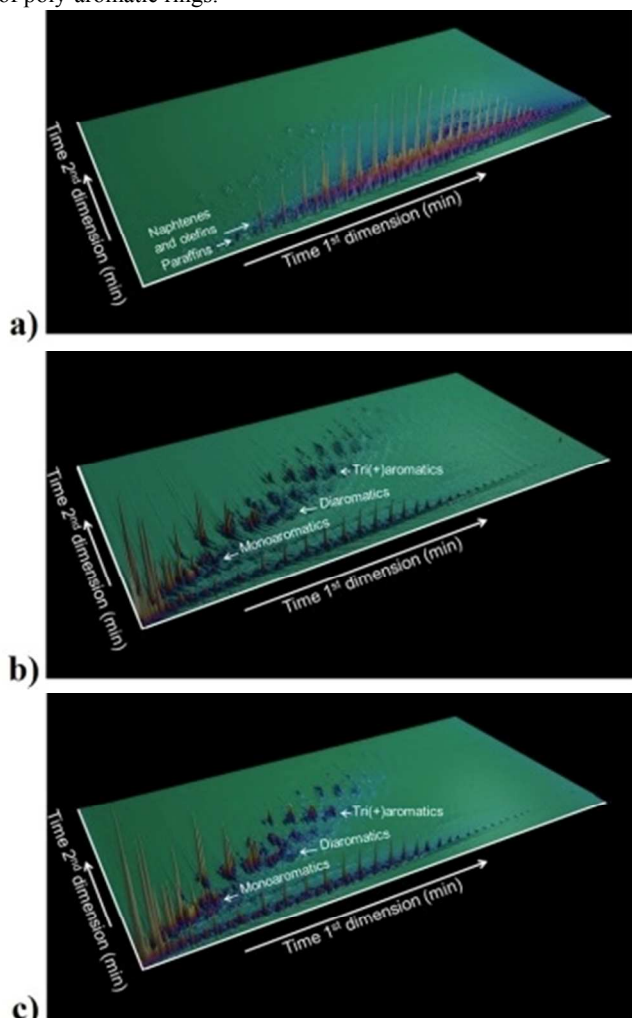 of poly-aromatic rings.
Time 2nd dimension (min)
Naphtenes
and olefins
Paraffins
Time 1st dimension (min)
a)
Time 2nd dimension (min)
Tri(+)aromatics
Diaromatics
Monoaromatics
Time 1st dimension (min)
b)
Time 2nd dimension (min)
Tri(+)aromatics
Diaromatics
Monoaromatics
Time 1st dimension (min)
c)